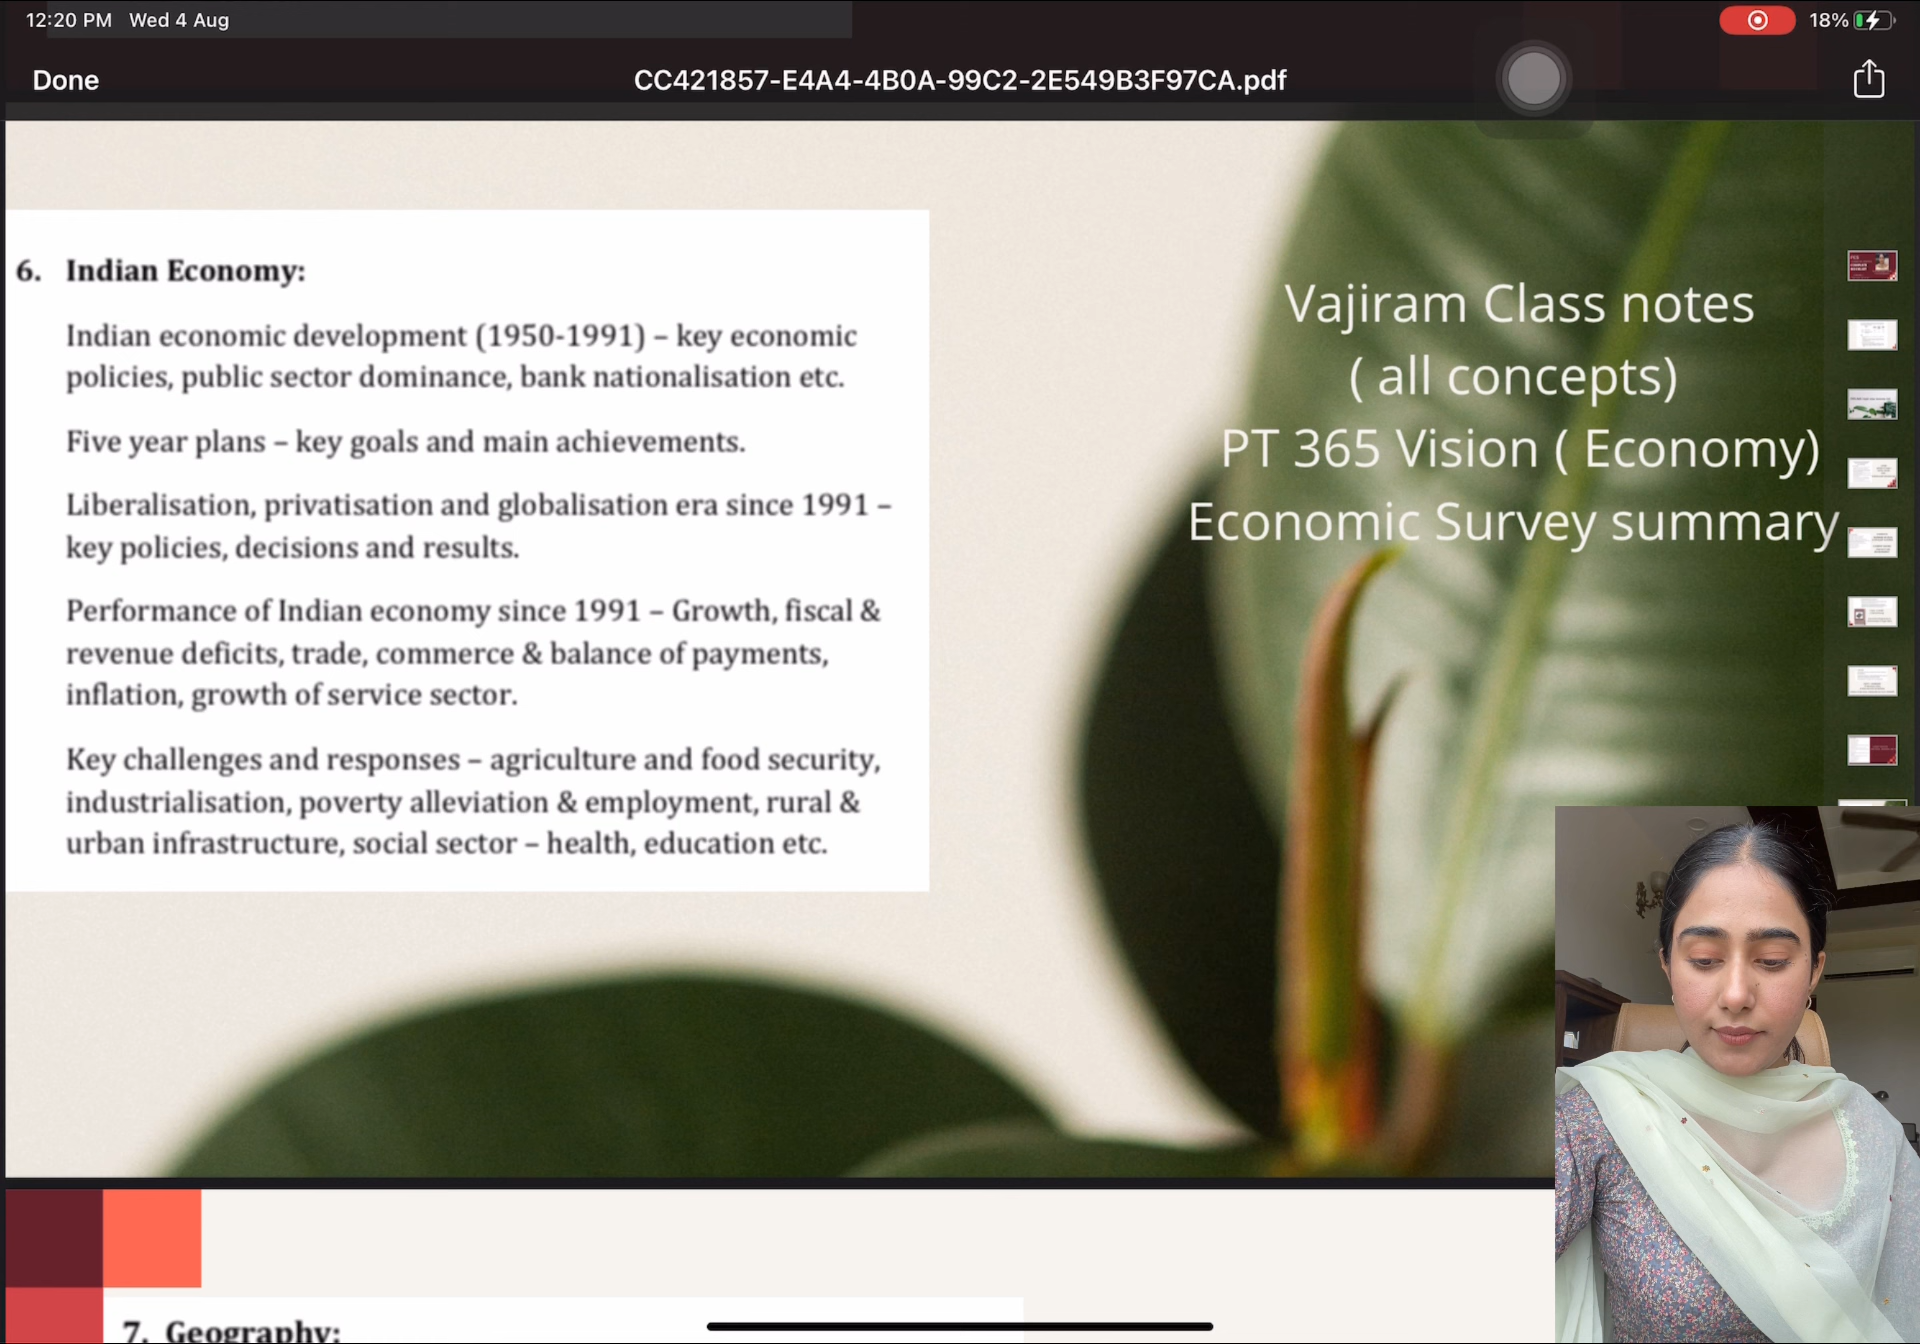 12:20 PM Wed 4 Aug
18%
Done
CC421857-E4A4-4B0A-99C2-2E549B3F97CA.pdf
6. Indian Economy:
Indian economic development (1950-1991) – key economic
policies, public sector dominance, bank nationalisation etc.
Five year plans – key goals and main achievements.
Liberalisation, privatisation and globalisation era since 1991 –
key policies, decisions and results.
Performance of Indian economy since 1991 – Growth, fiscal &
revenue deficits, trade, commerce & balance of payments,
inflation, growth of service sector.
Key challenges and responses – agriculture and food security,
industrialisation, poverty alleviation & employment, rural &
urban infrastructure, social sector – health, education etc.
Vajiram Class notes
( all concepts)
PT 365 Vision ( Economy)
Economic Survey summary
7. Geography: